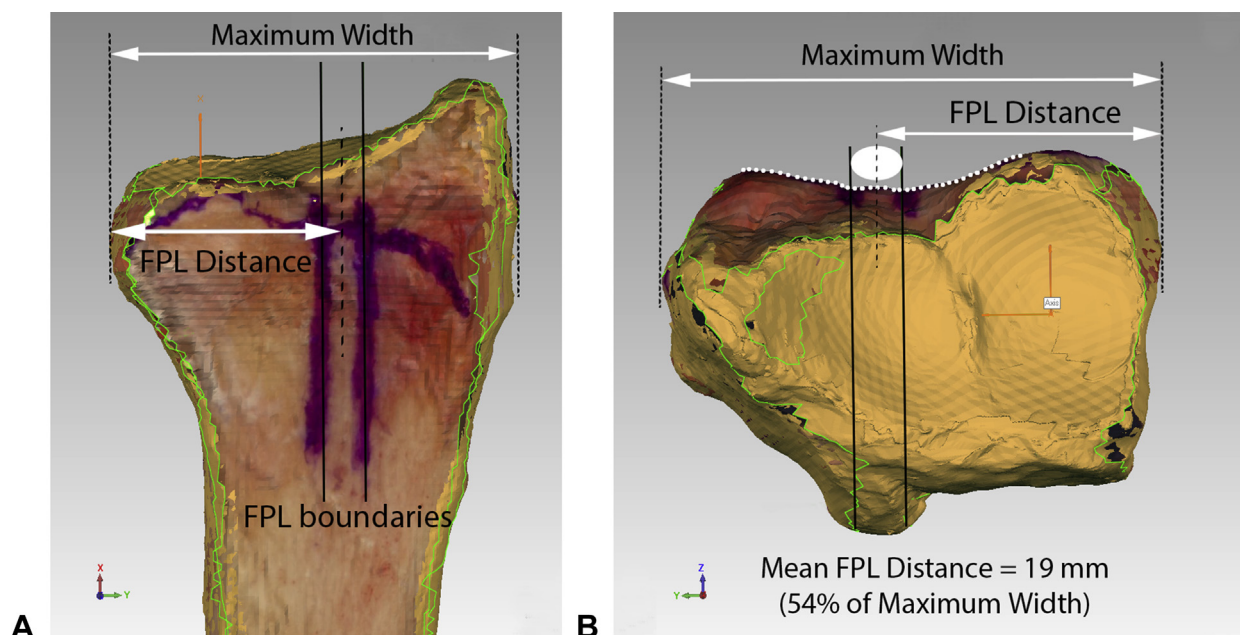 Maximum Width
FPL Distance
FPL boundaries
X
Y
A
Maximum Width
FPL Distance
Axis
Mean FPL Distance = 19 mm
(54% of Maximum Width)
Z
Y
B